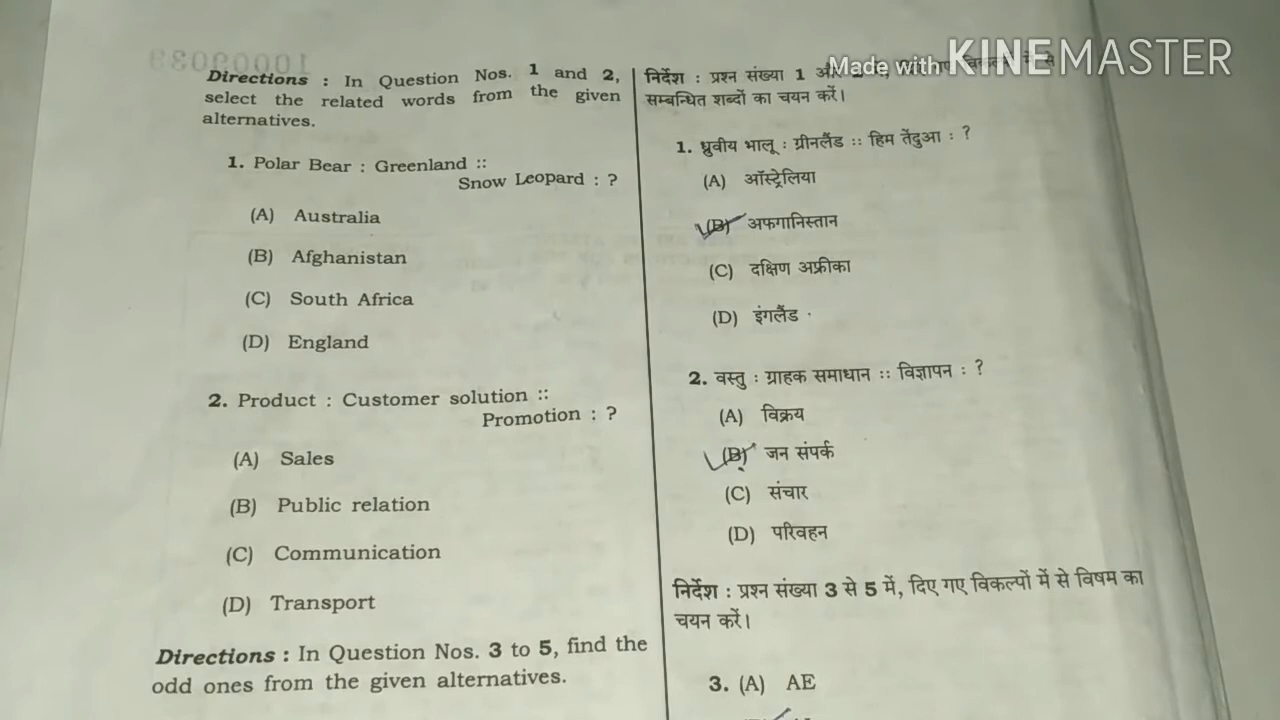 Made with KINEMASTER
Directions : In Question Nos. 1 and 2,
select the related words from the given
alternatives.
1. Polar Bear : Greenland ::
Snow Leopard : ?
(A) Australia
(B) Afghanistan
(C) South Africa
(D) England
2. Product : Customer solution ::
Promotion : ?
(A) Sales
(B) Public relation
(C) Communication
(D) Transport
Directions : In Question Nos. 3 to 5, find the
odd ones from the given alternatives.
निर्देश : प्रश्न संख्या 1 और
सम्बन्धित शब्दों का चयन करें।
1. ध्रुवीय भालू : ग्रीनलैंड :: हिम तेंदुआ : ?
(A) ऑस्ट्रेलिया
(B) अफगानिस्तान
(C) दक्षिण अफ्रीका
(D) इंगलैंड
2. वस्तु : ग्राहक समाधान :: विज्ञापन : ?
(A) विक्रय
(B) जन संपर्क
(C) संचार
(D) परिवहन
निर्देश : प्रश्न संख्या 3 से 5 में, दिए गए विकल्पों में से विषम का
चयन करें।
3. (A) AE